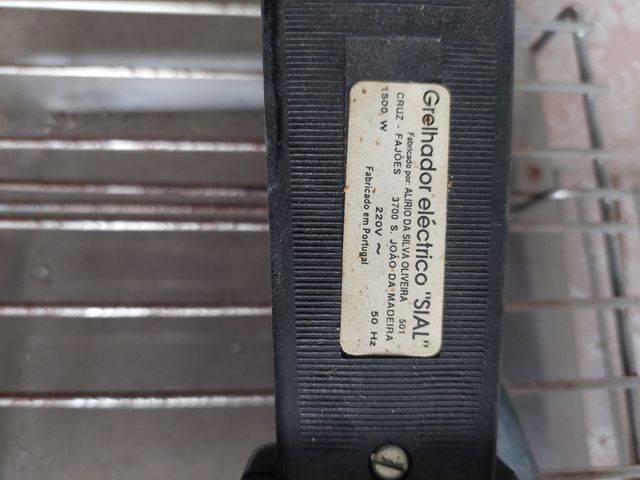 Grelhador eléctrico "SIAL"
Fabricado por: ALIRIO DA SILVA OLIVEIRA 501
CRUZ - FAJÕES 3700 S. JOÃO DA MADEIRA
1500 W 220V ~ 50 Hz
Fabricado em Portugal